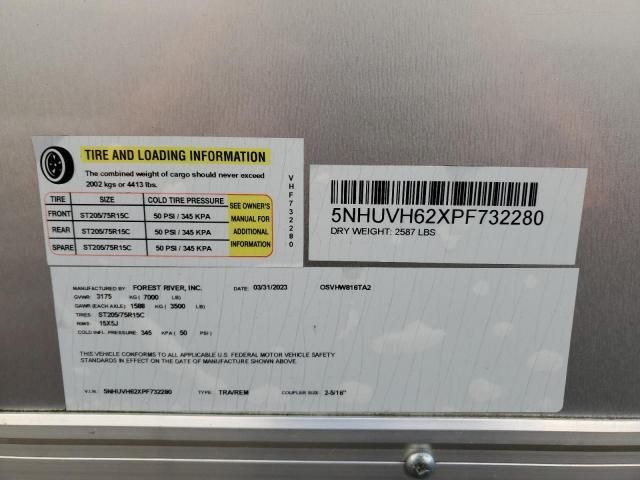 TIRE AND LOADING INFORMATION
The combined weight of cargo should never exceed
2002 kgs or 4413 lbs.
TIRE SIZE COLD TIRE PRESSURE
FRONT ST205/75R15C 50 PSI / 345 KPA
REAR ST205/75R15C 50 PSI / 345 KPA
SPARE ST205/75R15C 50 PSI / 345 KPA
SEE OWNER'S
MANUAL FOR
ADDITIONAL
INFORMATION
VHF732280
5NHUVH62XPF732280
DRY WEIGHT: 2587 LBS
MANUFACTURED BY: FOREST RIVER, INC. DATE: 03/31/2023 OSVHW816TA2
GVWR: 3175 KG ( 7000 LB)
GAWR (EACH AXLE) 1588 KG ( 3500 LB)
TIRES: ST205/75R15C
RIMS: 15X5J
COLD INFL. PRESSURE: 345 KPA ( 50 PSI)
THIS VEHICLE CONFORMS TO ALL APPLICABLE U.S. FEDERAL MOTOR VEHICLE SAFETY
STANDARDS IN EFFECT ON THE DATE OF MANUFACTURE SHOWN ABOVE.
V.I.N.: 5NHUVH62XPF732280 TYPE: TRA/REM COUPLER SIZE: 2-5/16"